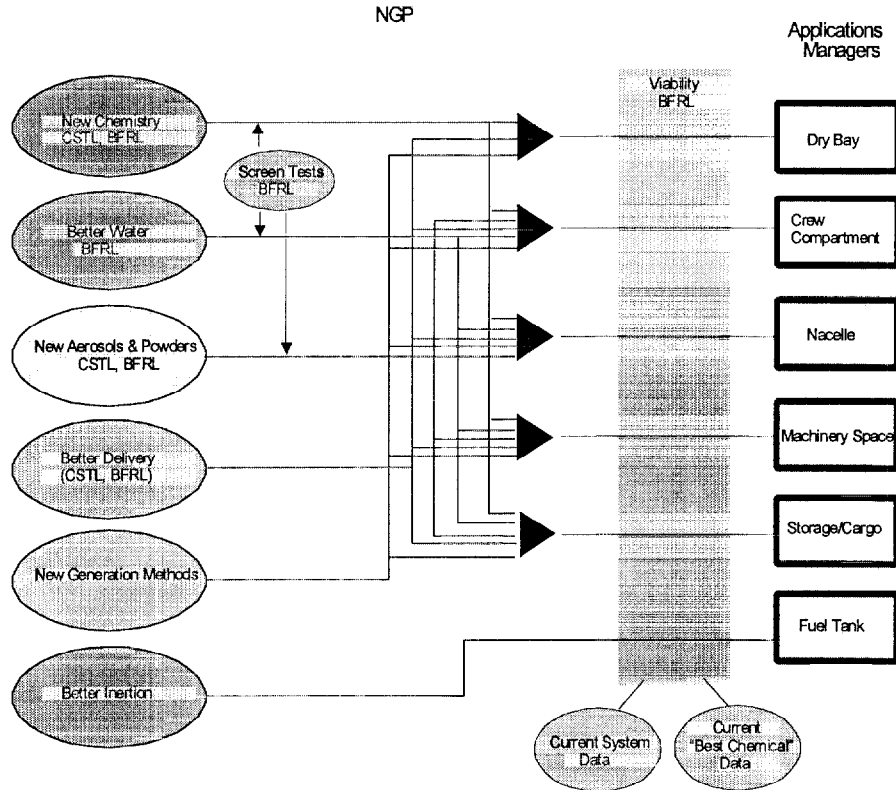 NGP
Applications
Managers
New Chemistry
CSTL, BFRL
Screen Tests
BFRL
Better Water
BFRL
New Aerosols & Powders
CSTL, BFRL
Better Delivery
(CSTL, BFRL)
New Generation Methods
Better Inertion
Viability
BFRL
Dry Bay
Crew
Compartment
Nacelle
Machinery Space
Storage/Cargo
Fuel Tank
Current System
Data
Current
"Best Chemical"
Data